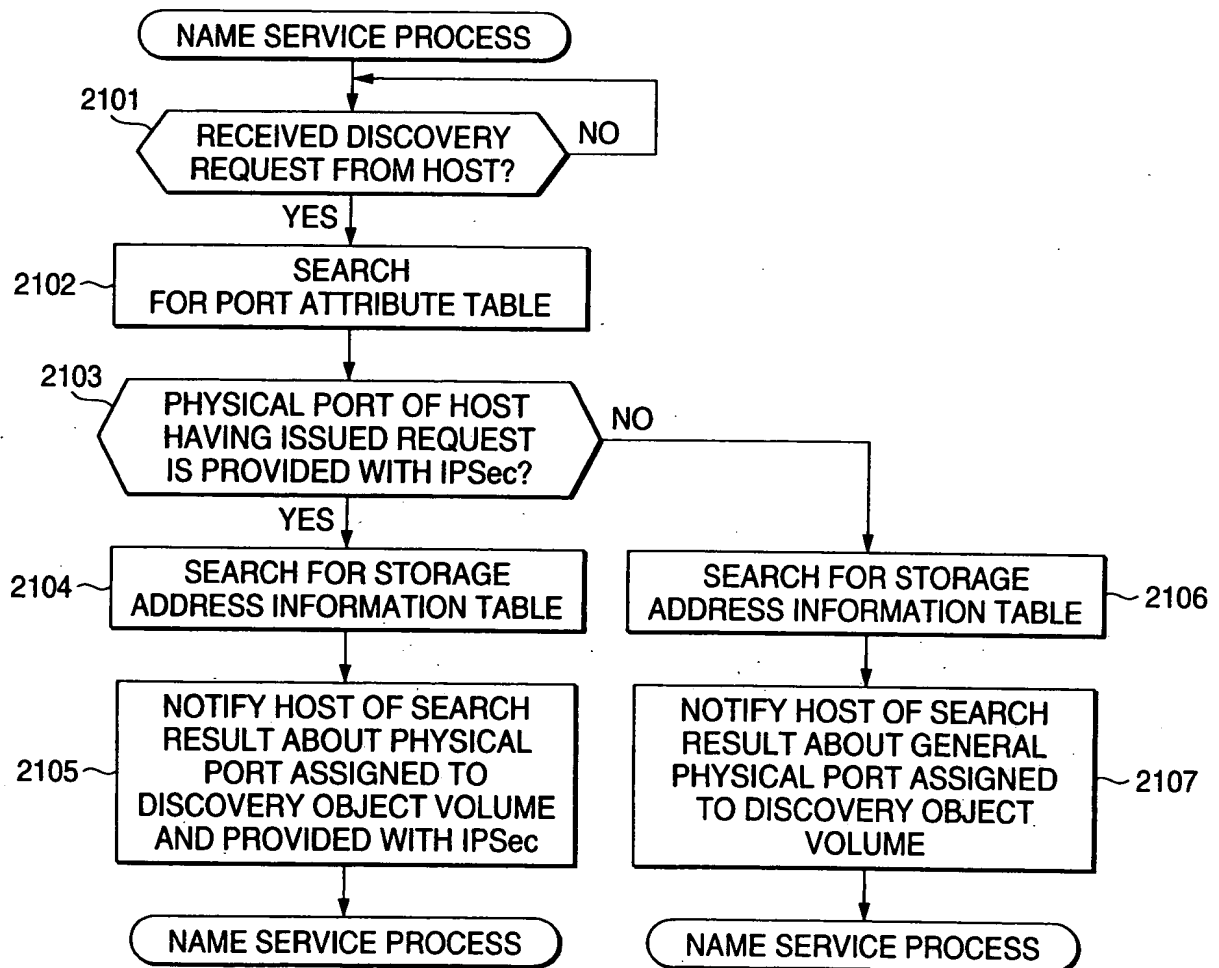 NAME SERVICE PROCESS
2101
RECEIVED DISCOVERY
REQUEST FROM HOST?
NO
YES
2102
SEARCH
FOR PORT ATTRIBUTE TABLE
2103
PHYSICAL PORT OF HOST
HAVING ISSUED REQUEST
IS PROVIDED WITH IPSec?
NO
YES
2104
SEARCH FOR STORAGE
ADDRESS INFORMATION TABLE
SEARCH FOR STORAGE
ADDRESS INFORMATION TABLE
2106
2105
NOTIFY HOST OF SEARCH
RESULT ABOUT PHYSICAL
PORT ASSIGNED TO
DISCOVERY OBJECT VOLUME
AND PROVIDED WITH IPSec
NOTIFY HOST OF SEARCH
RESULT ABOUT GENERAL
PHYSICAL PORT ASSIGNED
TO DISCOVERY OBJECT
VOLUME
2107
NAME SERVICE PROCESS
NAME SERVICE PROCESS